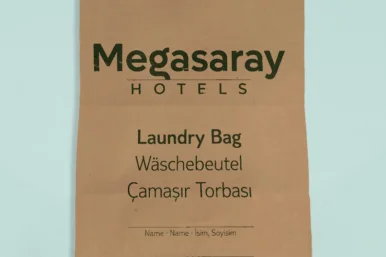 Megasaray
HOTELS
Laundry Bag
Wäschebeutel
Çamaşır Torbası
Name - Name - İsim, Soyisim